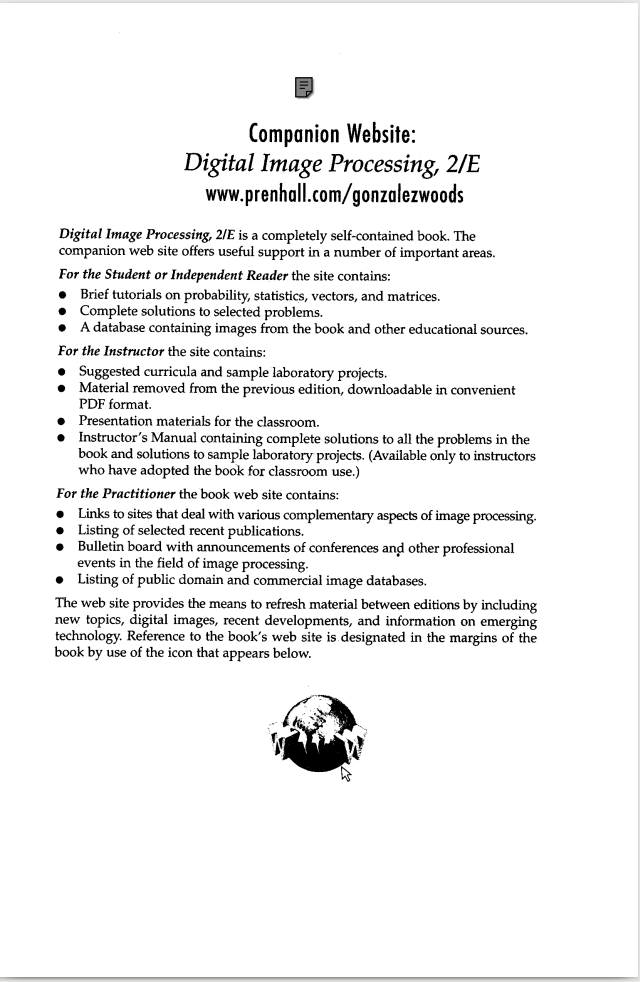 Companion Website:
Digital Image Processing, 2/E
www.prenhall.com/gonzalezwoods
Digital Image Processing, 2/E is a completely self-contained book. The
companion web site offers useful support in a number of important areas.
For the Student or Independent Reader the site contains:
● Brief tutorials on probability, statistics, vectors, and matrices.
● Complete solutions to selected problems.
● A database containing images from the book and other educational sources.
For the Instructor the site contains:
● Suggested curricula and sample laboratory projects.
● Material removed from the previous edition, downloadable in convenient
PDF format.
● Presentation materials for the classroom.
● Instructor's Manual containing complete solutions to all the problems in the
book and solutions to sample laboratory projects. (Available only to instructors
who have adopted the book for classroom use.)
For the Practitioner the book web site contains:
● Links to sites that deal with various complementary aspects of image processing.
● Listing of selected recent publications.
● Bulletin board with announcements of conferences and other professional
events in the field of image processing.
● Listing of public domain and commercial image databases.
The web site provides the means to refresh material between editions by including
new topics, digital images, recent developments, and information on emerging
technology. Reference to the book's web site is designated in the margins of the
book by use of the icon that appears below.
WWW